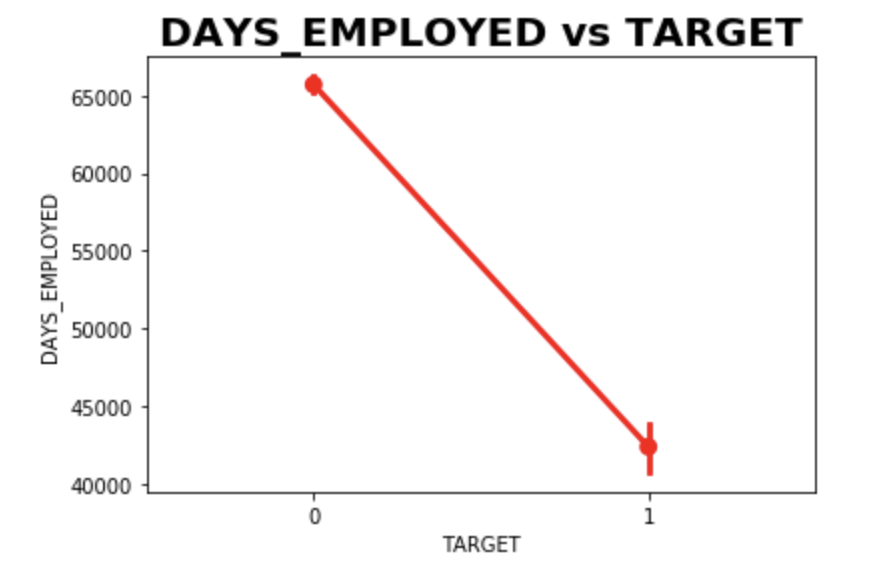 DAYS_EMPLOYED vs TARGET
65000
60000
55000
50000
45000
40000
DAYS_EMPLOYED
0 1
TARGET